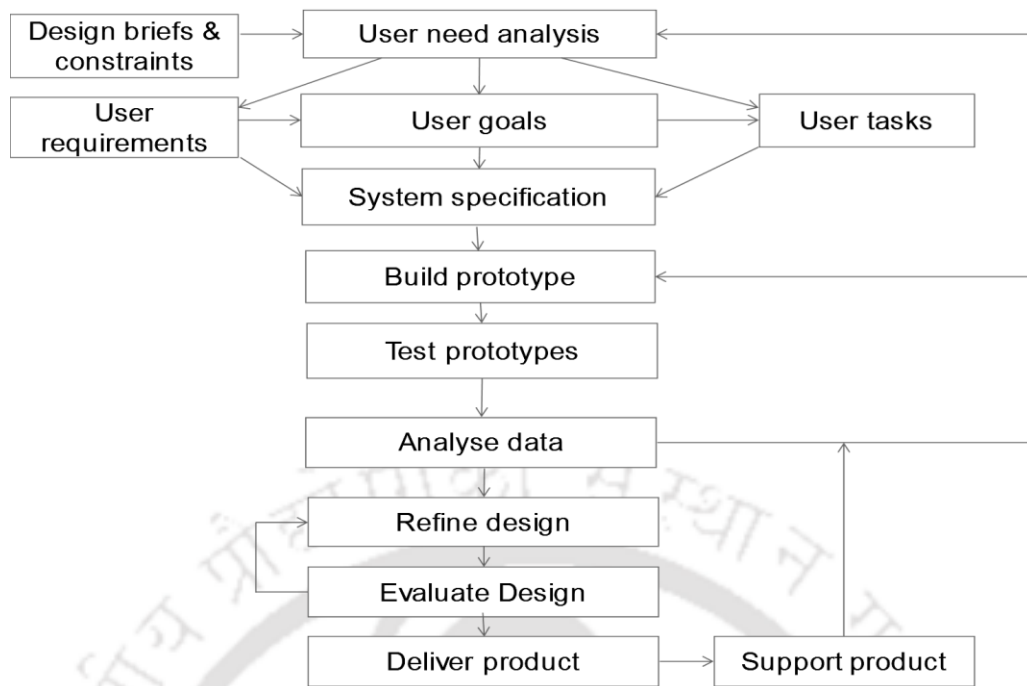 Design briefs &
constraints
User need analysis
User
requirements
User goals
User tasks
System specification
Build prototype
Test prototypes
Analyse data
Refine design
Evaluate Design
Deliver product
Support product